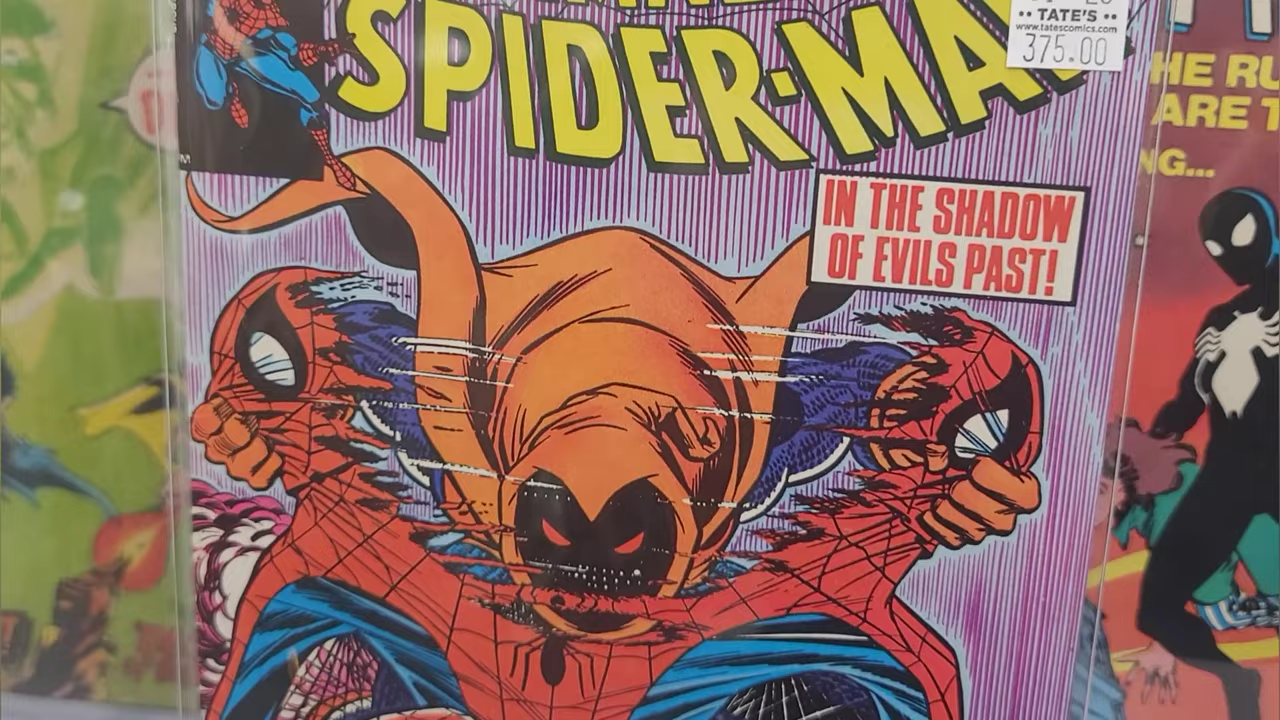 •• TATE'S ••
www.tatescomics.com
375.00
SPIDER-MA
IN THE SHADOW
OF EVILS PAST!
HE RU
ARE T
NG...